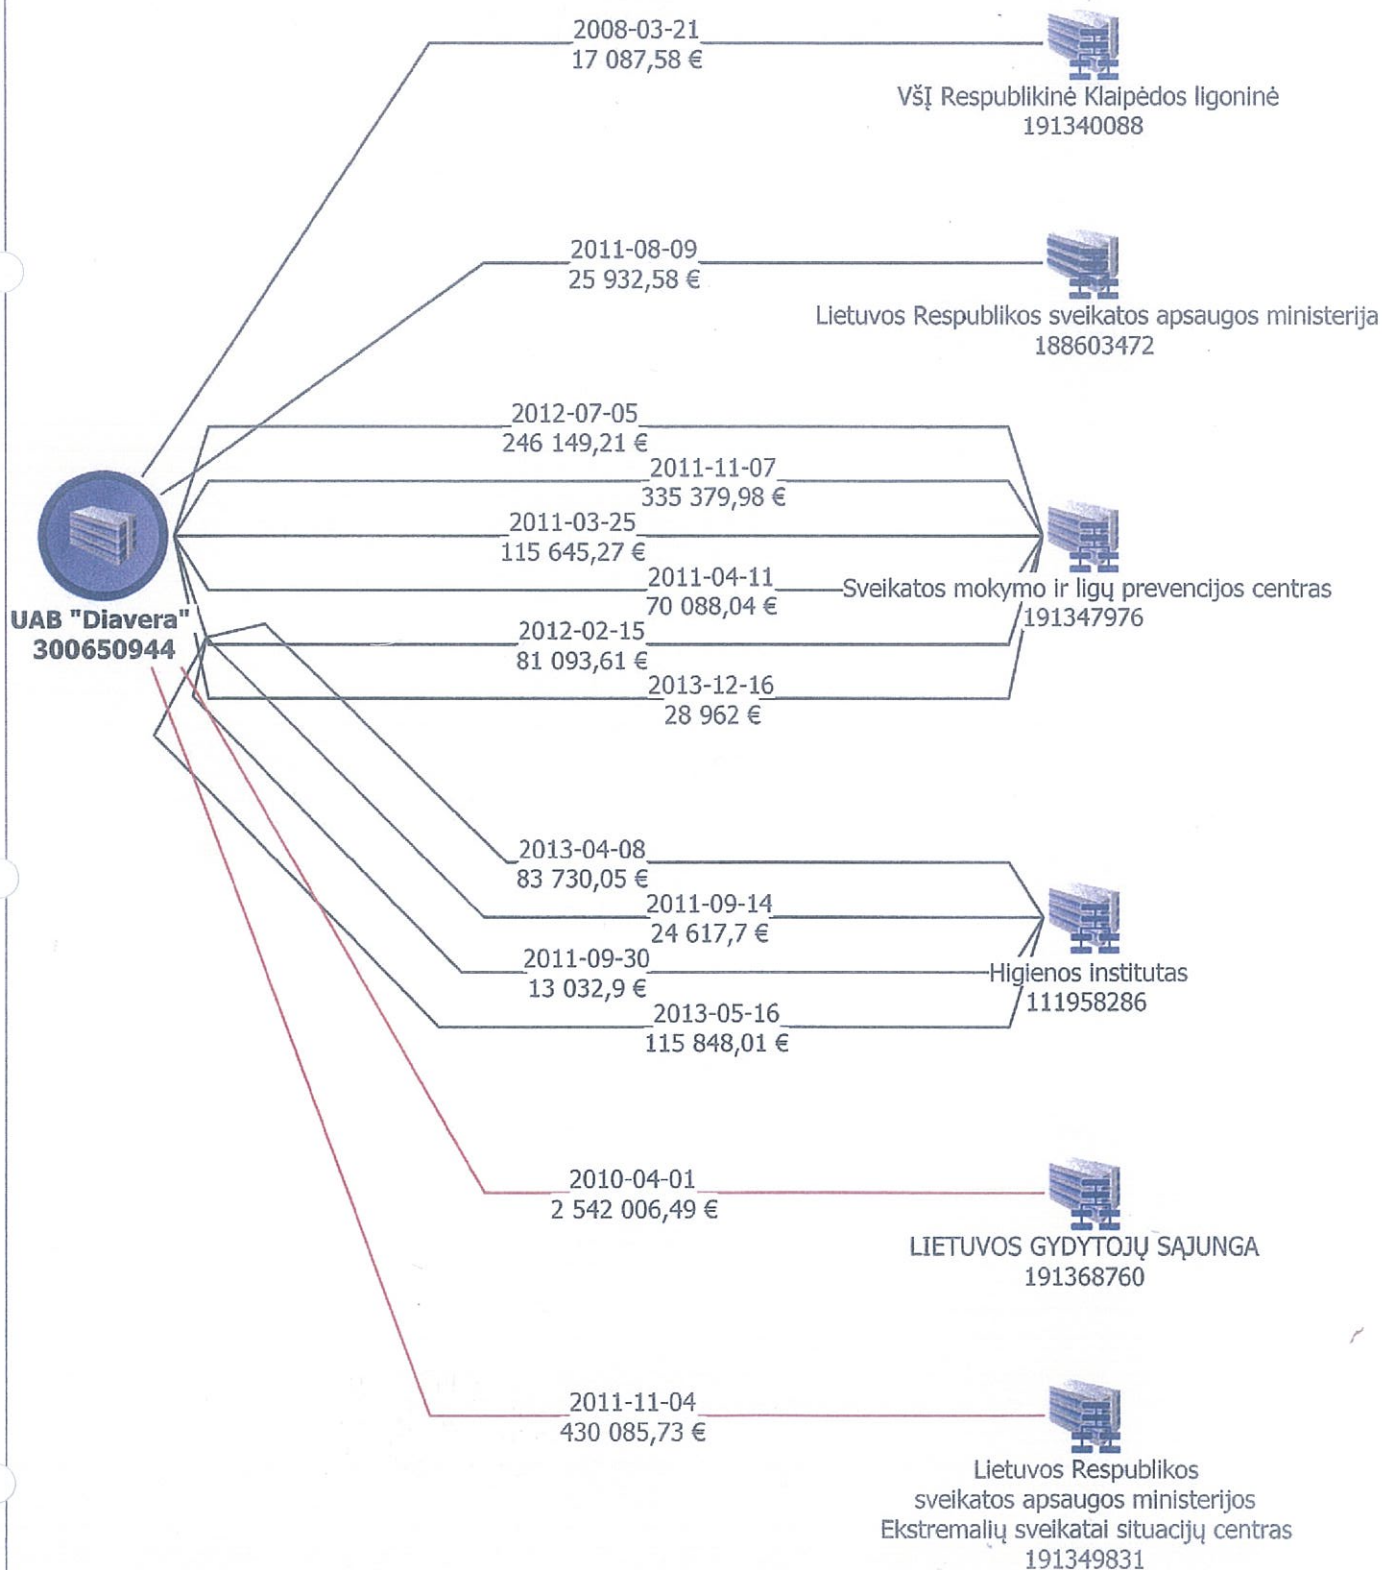 2008-03-21
17 087,58 €
VšĮ Respublikinė Klaipėdos ligoninė
191340088
2011-08-09
25 932,58 €
Lietuvos Respublikos sveikatos apsaugos ministerija
188603472
2012-07-05
246 149,21 €
2011-11-07
335 379,98 €
2011-03-25
115 645,27 €
2011-04-11
70 088,04 €
2012-02-15
81 093,61 €
2013-12-16
28 962 €
Sveikatos mokymo ir ligų prevencijos centras
191347976
UAB "Diavera"
300650944
2013-04-08
83 730,05 €
2011-09-14
24 617,7 €
2011-09-30
13 032,9 €
2013-05-16
115 848,01 €
Higienos institutas
111958286
2010-04-01
2 542 006,49 €
LIETUVOS GYDYTOJŲ SĄJUNGA
191368760
2011-11-04
430 085,73 €
Lietuvos Respublikos
sveikatos apsaugos ministerijos
Ekstremalių sveikatai situacijų centras
191349831